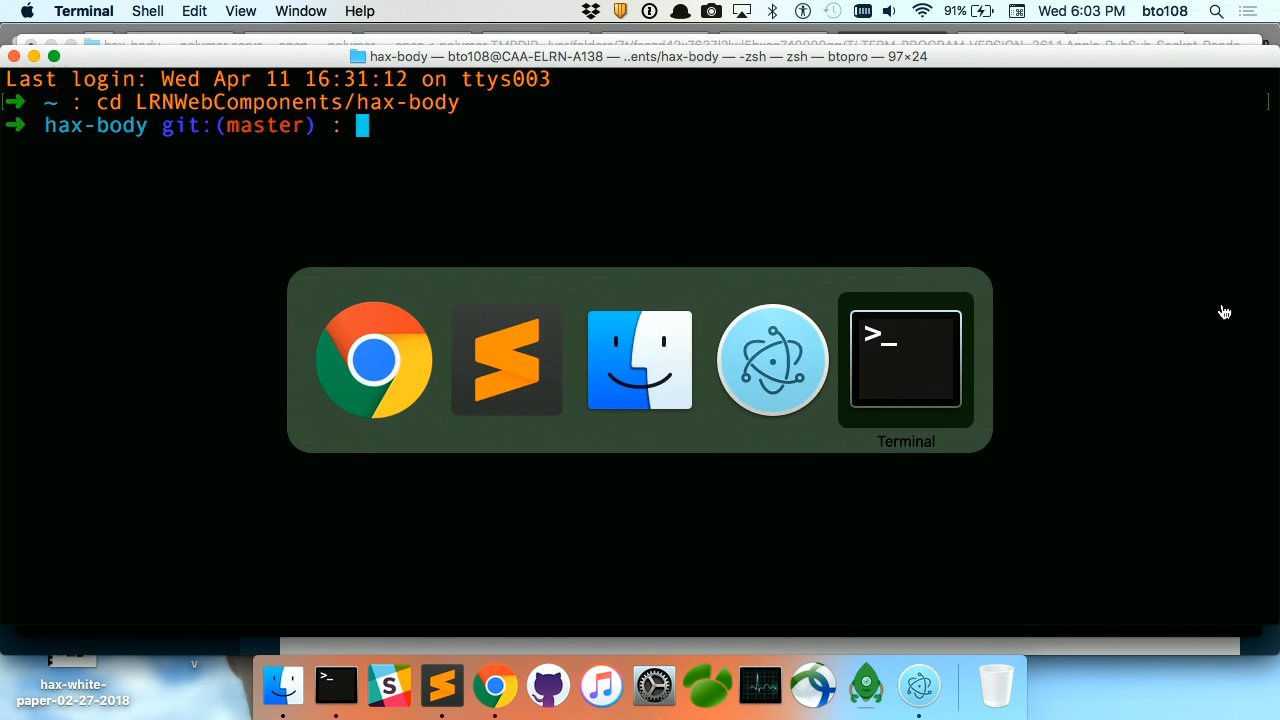 Terminal Shell Edit View Window Help 91% Wed 6:03 PM bto108
hax-body — bto108@CAA-ELRN-A138 — ..ents/hax-body — -zsh — zsh — btopro — 97×24
Last login: Wed Apr 11 16:31:12 on ttys003
➜ ~ : cd LRNWebComponents/hax-body
➜ hax-body git:(master) :
>_
Terminal
>_
S
hax-white-
paper-02-27-2018
v